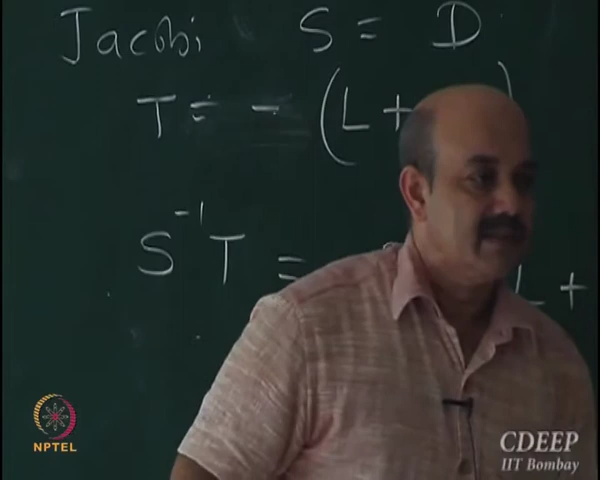 Jacobi S = D
T = - (L + )
S⁻¹ T = L +
NPTEL
CDEEP
IIT Bombay